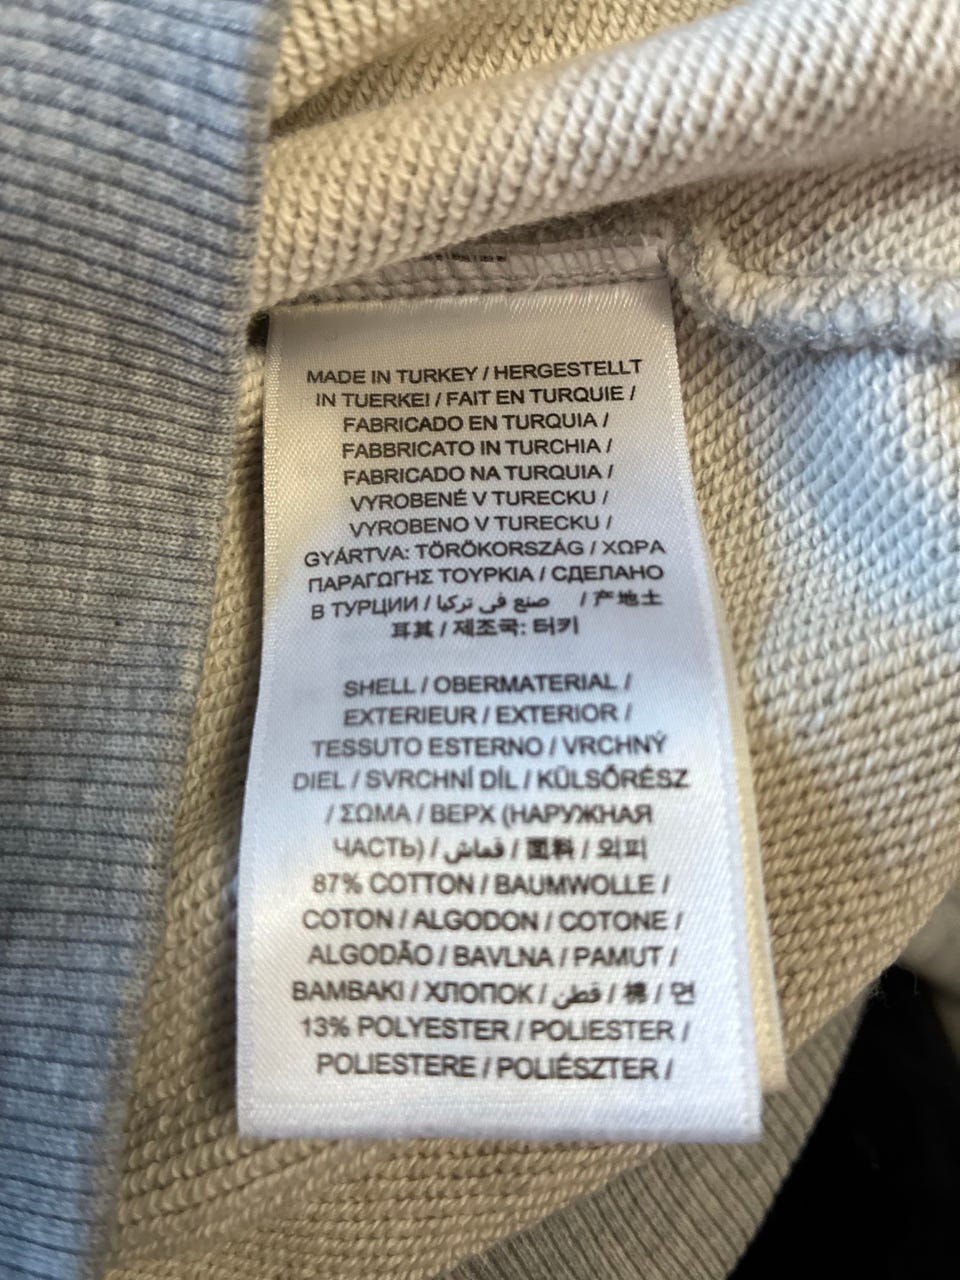 MADE IN TURKEY / HERGESTELLT
IN TUERKEI / FAIT EN TURQUIE /
FABRICADO EN TURQUIA /
FABBRICATO IN TURCHIA /
FABRICADO NA TURQUIA /
VYROBENÉ V TURECKU /
VYROBENO V TURECKU /
GYÁRTVA: TÖRÖKORSZÁG / ΧΩΡΑ
ΠΑΡΑΓΩΓΗΣ ΤΟΥΡΚΙΑ / СДЕЛАНО
В ТУРЦИИ / صنع في تركيا / 产地土
耳其 / 제조국: 터키
SHELL / OBERMATERIAL /
EXTERIEUR / EXTERIOR /
TESSUTO ESTERNO / VRCHNÝ
DIEL / SVRCHNÍ DÍL / KÜLSŐRÉSZ
/ ΣΩΜΑ / ВЕРХ (НАРУЖНАЯ
ЧАСТЬ) / قماش / 面料 / 외피
87% COTTON / BAUMWOLLE /
COTON / ALGODON / COTONE /
ALGODÃO / BAVLNA / PAMUT /
BAMBAKI / ХЛОПОК / قطن / 棉 / 면
13% POLYESTER / POLIESTER /
POLIESTERE / POLIÉSZTER /